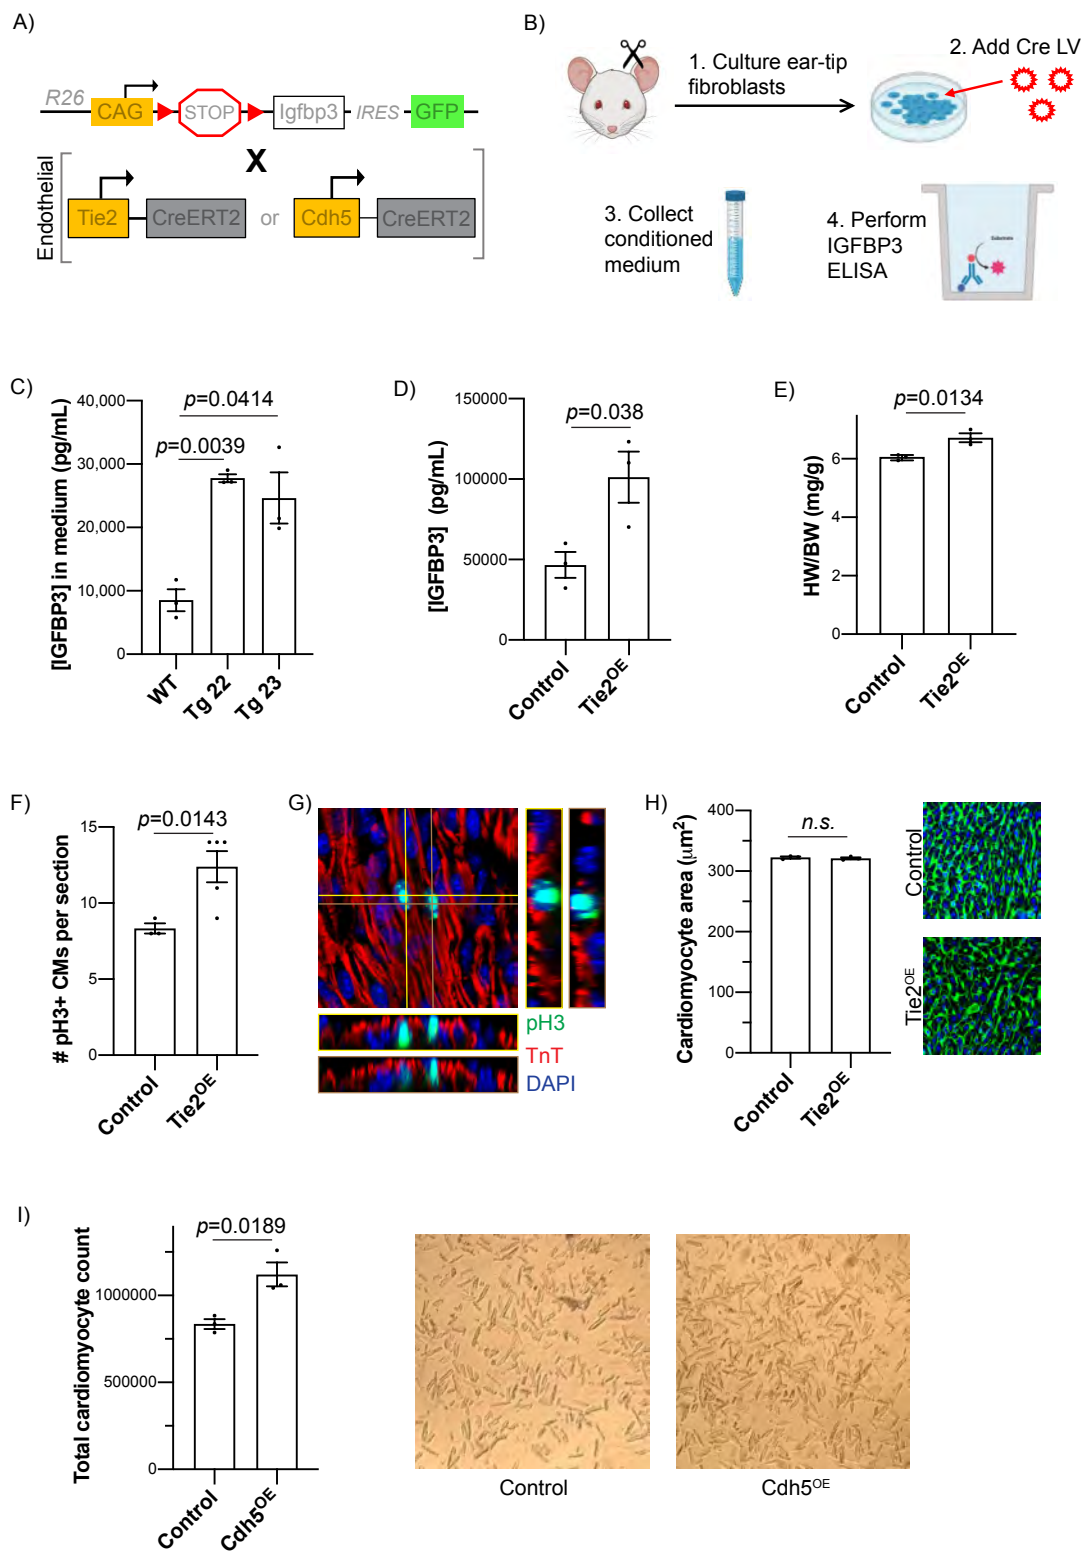 A)
R26
CAG
STOP
Igfbp3
IRES
GFP
X
Endothelial
Tie2
CreERT2
or
Cdh5
CreERT2
B)
1. Culture ear-tip
fibroblasts
2. Add Cre LV
3. Collect
conditioned
medium
4. Perform
IGFBP3
ELISA
Substrate
C)
[IGFBP3] in medium (pg/mL)
40,000
30,000
20,000
10,000
0
p=0.0414
p=0.0039
WT
Tg 22
Tg 23
D)
[IGFBP3] (pg/mL)
150000
100000
50000
0
p=0.038
Control
Tie2OE
E)
HW/BW (mg/g)
6
4
2
0
p=0.0134
Control
Tie2OE
F)
# pH3+ CMs per section
15
10
5
0
p=0.0143
Control
Tie2OE
G)
pH3
TnT
DAPI
H)
Cardiomyocyte area (μm2)
400
300
200
100
0
n.s.
Control
Tie2OE
Control
Tie2OE
I)
Total cardiomyocyte count
1000000
500000
0
p=0.0189
Control
Cdh5OE
Control
Cdh5OE